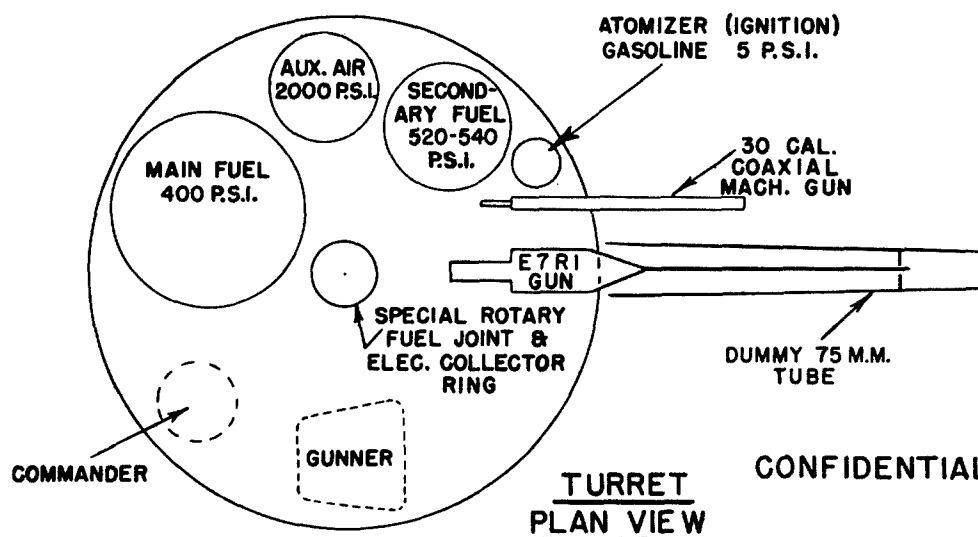 ATOMIZER (IGNITION)
GASOLINE 5 P.S.I.
AUX. AIR
2000 P.S.I.
SECOND-
ARY FUEL
520-540
P.S.I.
MAIN FUEL
400 P.S.I.
30 CAL.
COAXIAL
MACH. GUN
E7R1
GUN
SPECIAL ROTARY
FUEL JOINT &
ELEC. COLLECTOR
RING
DUMMY 75 M.M.
TUBE
COMMANDER
GUNNER
TURRET
PLAN VIEW
CONFIDENTIAL